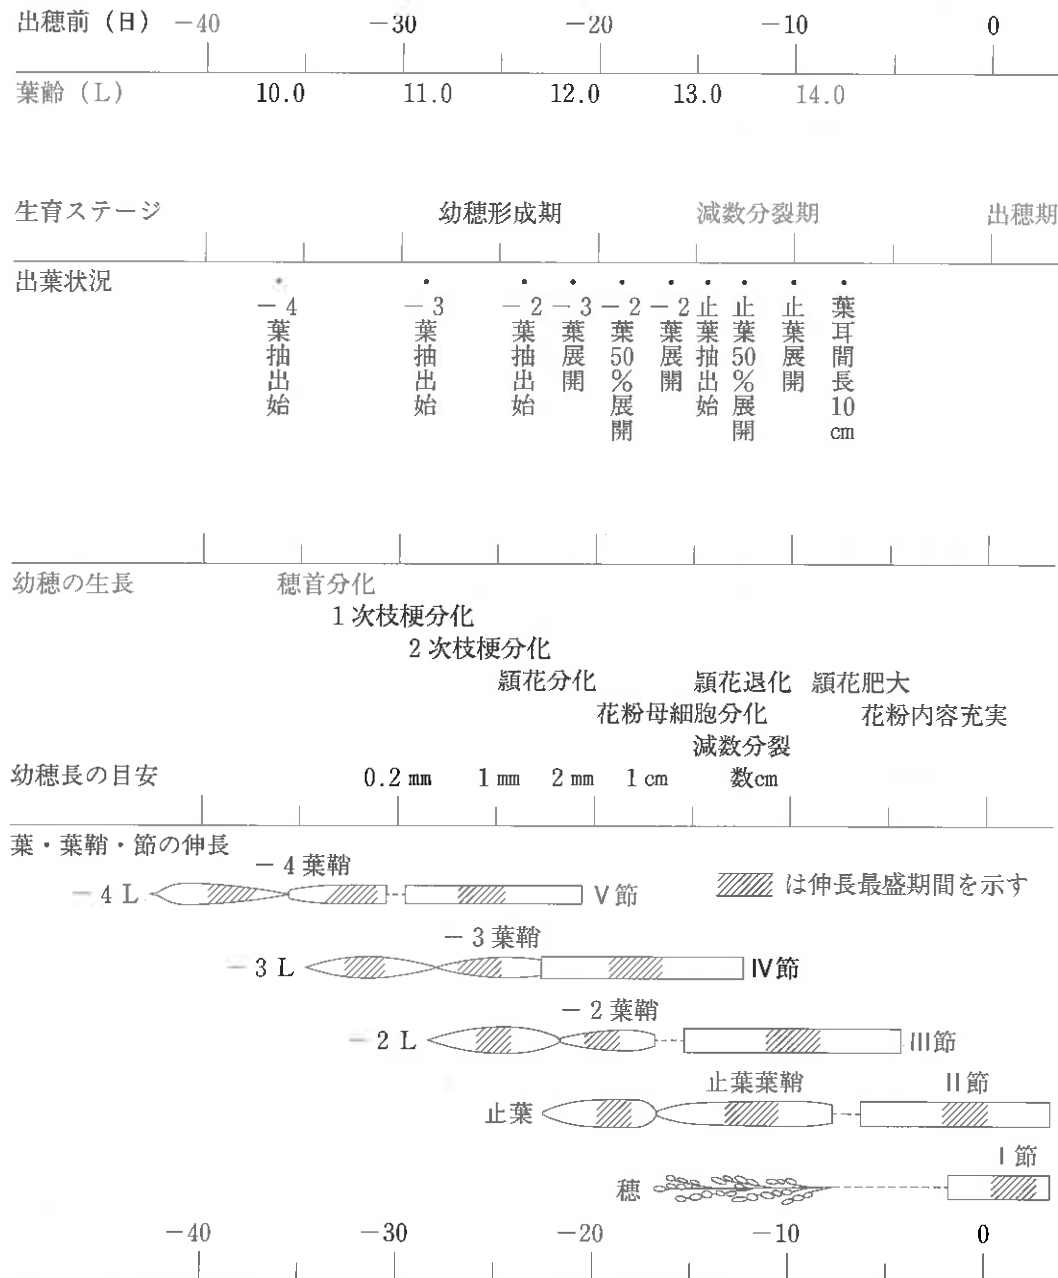 出穂前（日） −40 −30 −20 −10 0
葉齢（L） 10.0 11.0 12.0 13.0 14.0
生育ステージ 幼穂形成期 減数分裂期 出穂期
出葉状況
−4葉抽出始
−3葉抽出始
−2葉抽出始
−3葉展開
−2葉50%展開
−2葉展開
止葉抽出始
止葉50%展開
止葉展開
葉耳間長10cm
幼穂の生長 穂首分化
1次枝梗分化
2次枝梗分化
穎花分化 穎花退化 穎花肥大
花粉母細胞分化 花粉内容充実
減数分裂
幼穂長の目安 0.2mm 1mm 2mm 1cm 数cm
葉・葉鞘・節の伸長
−4葉鞘
−4L Ⅴ節 は伸長最盛期間を示す
−3葉鞘
−3L Ⅳ節
−2葉鞘
−2L Ⅲ節
止葉葉鞘 Ⅱ節
止葉
Ⅰ節
穂
−40 −30 −20 −10 0